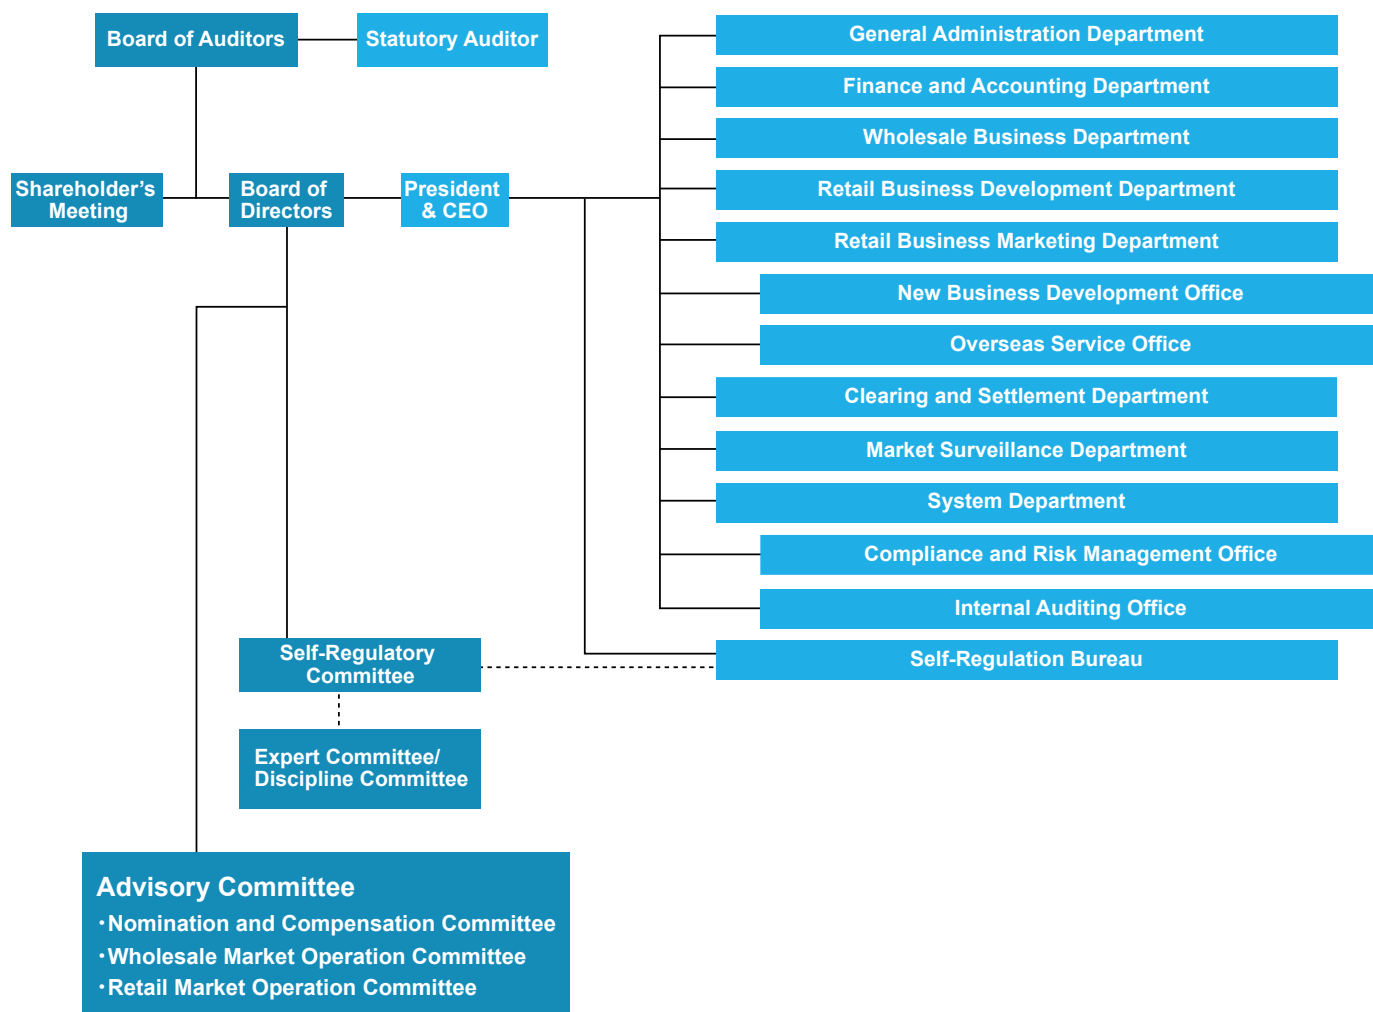 Board of Auditors
Statutory Auditor
Shareholder's
Meeting
Board of
Directors
President
& CEO
General Administration Department
Finance and Accounting Department
Wholesale Business Department
Retail Business Development Department
Retail Business Marketing Department
New Business Development Office
Overseas Service Office
Clearing and Settlement Department
Market Surveillance Department
System Department
Compliance and Risk Management Office
Internal Auditing Office
Self-Regulation Bureau
Self-Regulatory
Committee
Expert Committee/
Discipline Committee
Advisory Committee
・Nomination and Compensation Committee
・Wholesale Market Operation Committee
・Retail Market Operation Committee